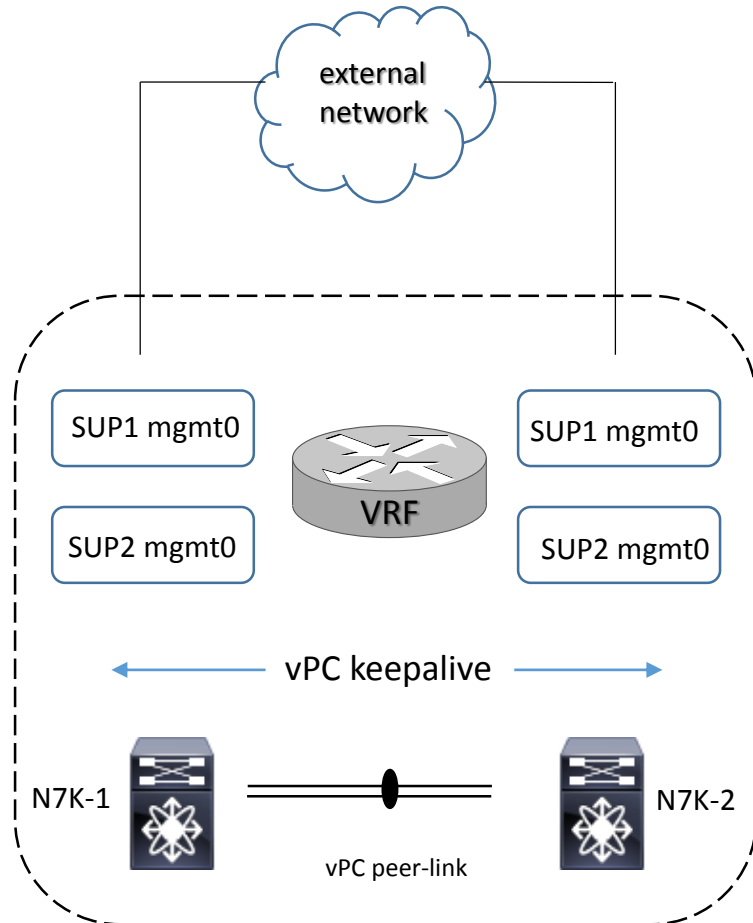 external
network
SUP1 mgmt0
SUP1 mgmt0
VRF
SUP2 mgmt0
SUP2 mgmt0
vPC keepalive
N7K-1
N7K-2
vPC peer-link